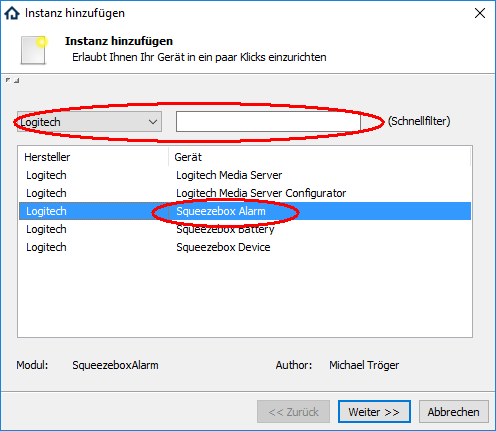 Instanz hinzufügen
Instanz hinzufügen
Erlaubt Ihnen Ihr Gerät in ein paar Klicks einzurichten
Logitech (Schnellfilter)
Hersteller Gerät
Logitech Logitech Media Server
Logitech Logitech Media Server Configurator
Logitech Squeezebox Alarm
Logitech Squeezebox Battery
Logitech Squeezebox Device
Modul: SqueezeboxAlarm Author: Michael Tröger
<< Zurück Weiter >> Abbrechen